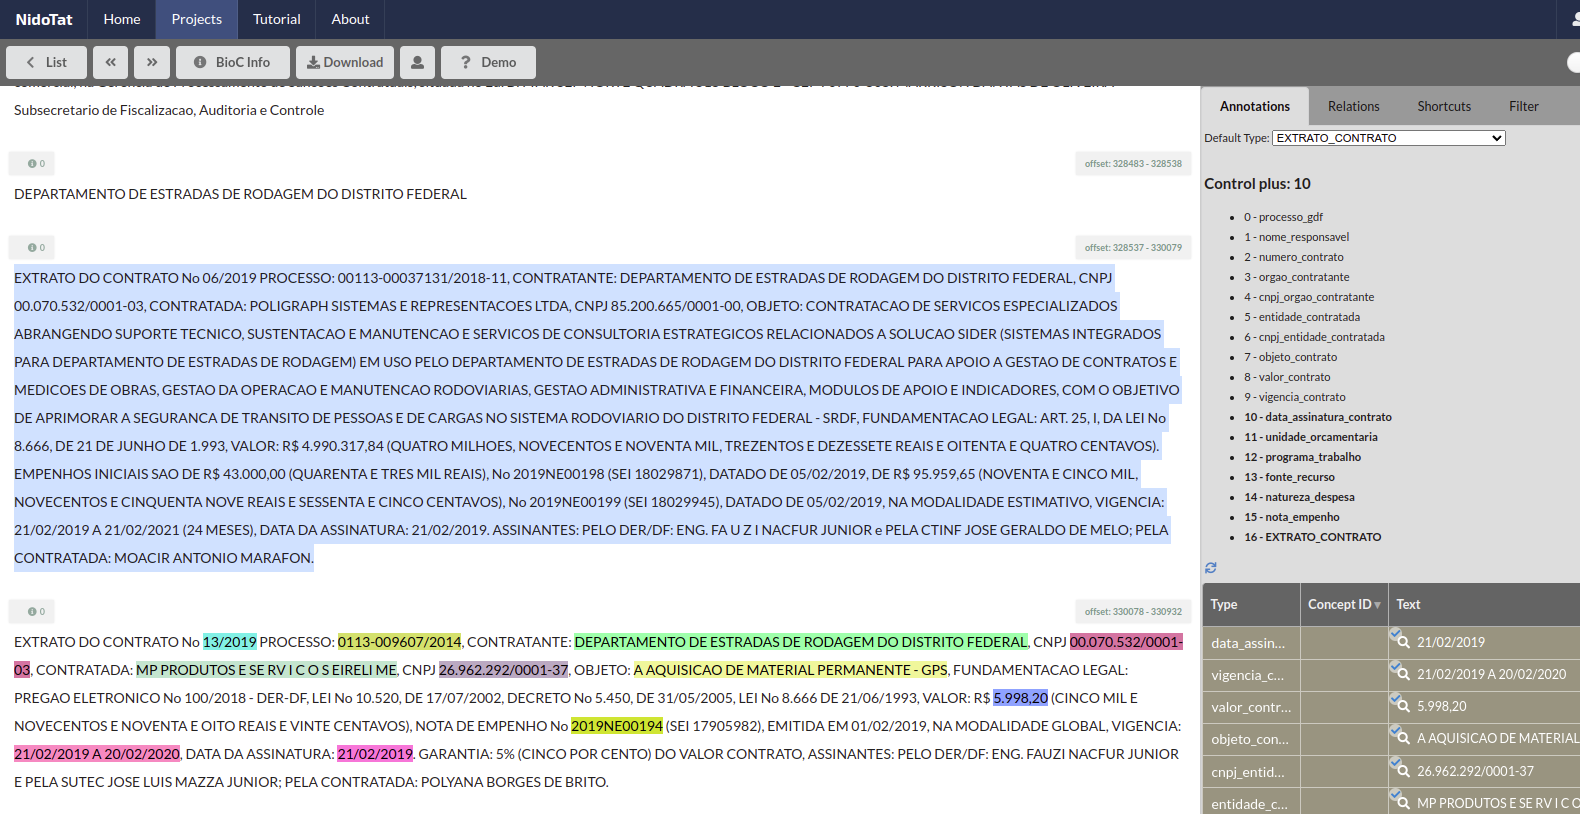 NidoTat Home Projects Tutorial About
List BioC Info Download Demo
Subsecretario de Fiscalizacao, Auditoria e Controle
0 offset: 328483 - 328538
DEPARTAMENTO DE ESTRADAS DE RODAGEM DO DISTRITO FEDERAL
0 offset: 328537 - 330079
EXTRATO DO CONTRATO No 06/2019 PROCESSO: 00113-00037131/2018-11, CONTRATANTE: DEPARTAMENTO DE ESTRADAS DE RODAGEM DO DISTRITO FEDERAL, CNPJ
00.070.532/0001-03, CONTRATADA: POLIGRAPH SISTEMAS E REPRESENTACOES LTDA, CNPJ 85.200.665/0001-00, OBJETO: CONTRATACAO DE SERVICOS ESPECIALIZADOS
ABRANGENDO SUPORTE TECNICO, SUSTENTACAO E MANUTENCAO E SERVICOS DE CONSULTORIA ESTRATEGICOS RELACIONADOS A SOLUCAO SIDER (SISTEMAS INTEGRADOS
PARA DEPARTAMENTO DE ESTRADAS DE RODAGEM) EM USO PELO DEPARTAMENTO DE ESTRADAS DE RODAGEM DO DISTRITO FEDERAL PARA APOIO A GESTAO DE CONTRATOS E
MEDICOES DE OBRAS, GESTAO DA OPERACAO E MANUTENCAO RODOVIARIAS, GESTAO ADMINISTRATIVA E FINANCEIRA, MODULOS DE APOIO E INDICADORES, COM O OBJETIVO
DE APRIMORAR A SEGURANCA DE TRANSITO DE PESSOAS E DE CARGAS NO SISTEMA RODOVIARIO DO DISTRITO FEDERAL - SRDF, FUNDAMENTACAO LEGAL: ART. 25, I, DA LEI No
8.666, DE 21 DE JUNHO DE 1.993, VALOR: R$ 4.990.317,84 (QUATRO MILHOES, NOVECENTOS E NOVENTA MIL, TREZENTOS E DEZESSETE REAIS E OITENTA E QUATRO CENTAVOS).
EMPENHOS INICIAIS SAO DE R$ 43.000,00 (QUARENTA E TRES MIL REAIS), No 2019NE00198 (SEI 18029871), DATADO DE 05/02/2019, DE R$ 95.959,65 (NOVENTA E CINCO MIL,
NOVECENTOS E CINQUENTA NOVE REAIS E SESSENTA E CINCO CENTAVOS), No 2019NE00199 (SEI 18029945), DATADO DE 05/02/2019, NA MODALIDADE ESTIMATIVO, VIGENCIA:
21/02/2019 A 21/02/2021 (24 MESES), DATA DA ASSINATURA: 21/02/2019. ASSINANTES: PELO DER/DF: ENG. FA U Z I NACFUR JUNIOR e PELA CTINF JOSE GERALDO DE MELO; PELA
CONTRATADA: MOACIR ANTONIO MARAFON.
0 offset: 330078 - 330932
EXTRATO DO CONTRATO No 13/2019 PROCESSO: 0113-009607/2014, CONTRATANTE: DEPARTAMENTO DE ESTRADAS DE RODAGEM DO DISTRITO FEDERAL, CNPJ 00.070.532/0001-
03, CONTRATADA: MP PRODUTOS E SE RV I C O S EIRELI ME, CNPJ 26.962.292/0001-37, OBJETO: A AQUISICAO DE MATERIAL PERMANENTE - GPS, FUNDAMENTACAO LEGAL:
PREGAO ELETRONICO No 100/2018 - DER-DF, LEI No 10.520, DE 17/07/2002, DECRETO No 5.450, DE 31/05/2005, LEI No 8.666 DE 21/06/1993, VALOR: R$ 5.998,20 (CINCO MIL E
NOVECENTOS E NOVENTA E OITO REAIS E VINTE CENTAVOS), NOTA DE EMPENHO No 2019NE00194 (SEI 17905982), EMITIDA EM 01/02/2019, NA MODALIDADE GLOBAL, VIGENCIA:
21/02/2019 A 20/02/2020, DATA DA ASSINATURA: 21/02/2019. GARANTIA: 5% (CINCO POR CENTO) DO VALOR CONTRATO, ASSINANTES: PELO DER/DF: ENG. FAUZI NACFUR JUNIOR
E PELA SUTEC JOSE LUIS MAZZA JUNIOR; PELA CONTRATADA: POLYANA BORGES DE BRITO.
Annotations Relations Shortcuts Filter
Default Type: EXTRATO_CONTRATO
Control plus: 10
0 - processo_gdf
1 - nome_responsavel
2 - numero_contrato
3 - orgao_contratante
4 - cnpj_orgao_contratante
5 - entidade_contratada
6 - cnpj_entidade_contratada
7 - objeto_contrato
8 - valor_contrato
9 - vigencia_contrato
10 - data_assinatura_contrato
11 - unidade_orcamentaria
12 - programa_trabalho
13 - fonte_recurso
14 - natureza_despesa
15 - nota_empenho
16 - EXTRATO_CONTRATO
Type Concept ID Text
data_assin... 21/02/2019
vigencia_c... 21/02/2019 A 20/02/2020
valor_contr... 5.998,20
objeto_con... A AQUISICAO DE MATERIAL
cnpj_entid... 26.962.292/0001-37
entidade_c... MP PRODUTOS E SE RV I C O